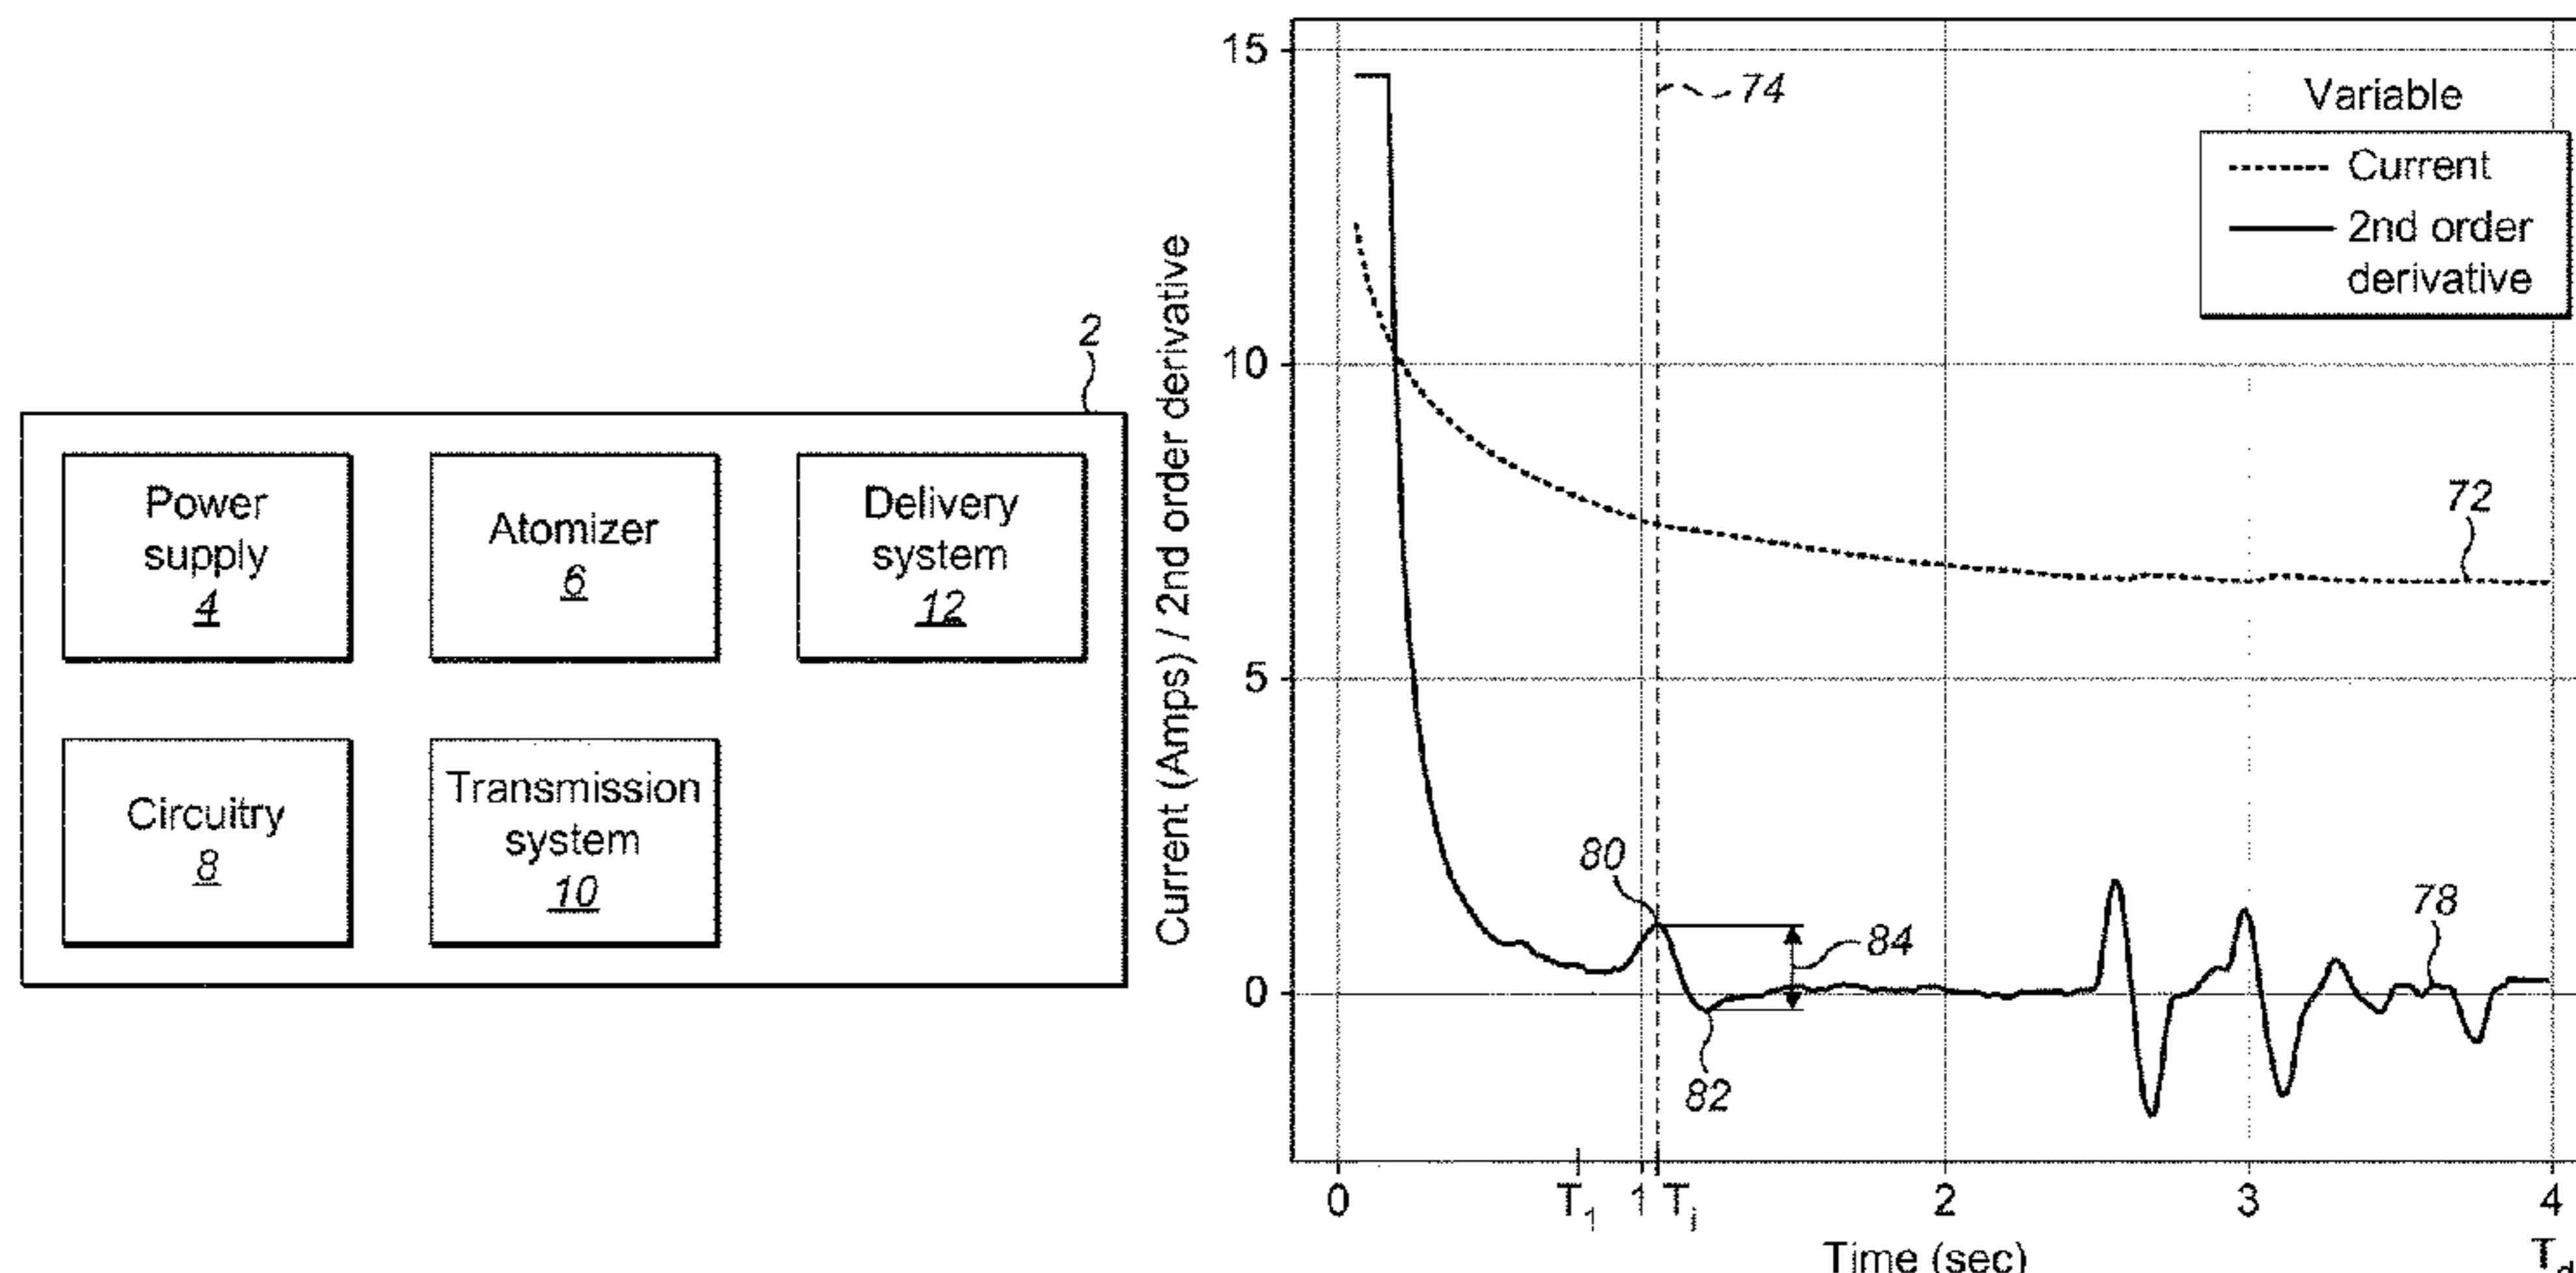 2
Power
supply
4
Atomizer
6
Delivery
system
12
Circuitry
8
Transmission
system
10
Current (Amps) / 2nd order derivative
15
10
5
0
74
Variable
Current
2nd order
derivative
72
80
84
82
78
0
T1
1
Ti
2
3
4
Time (sec)
Td